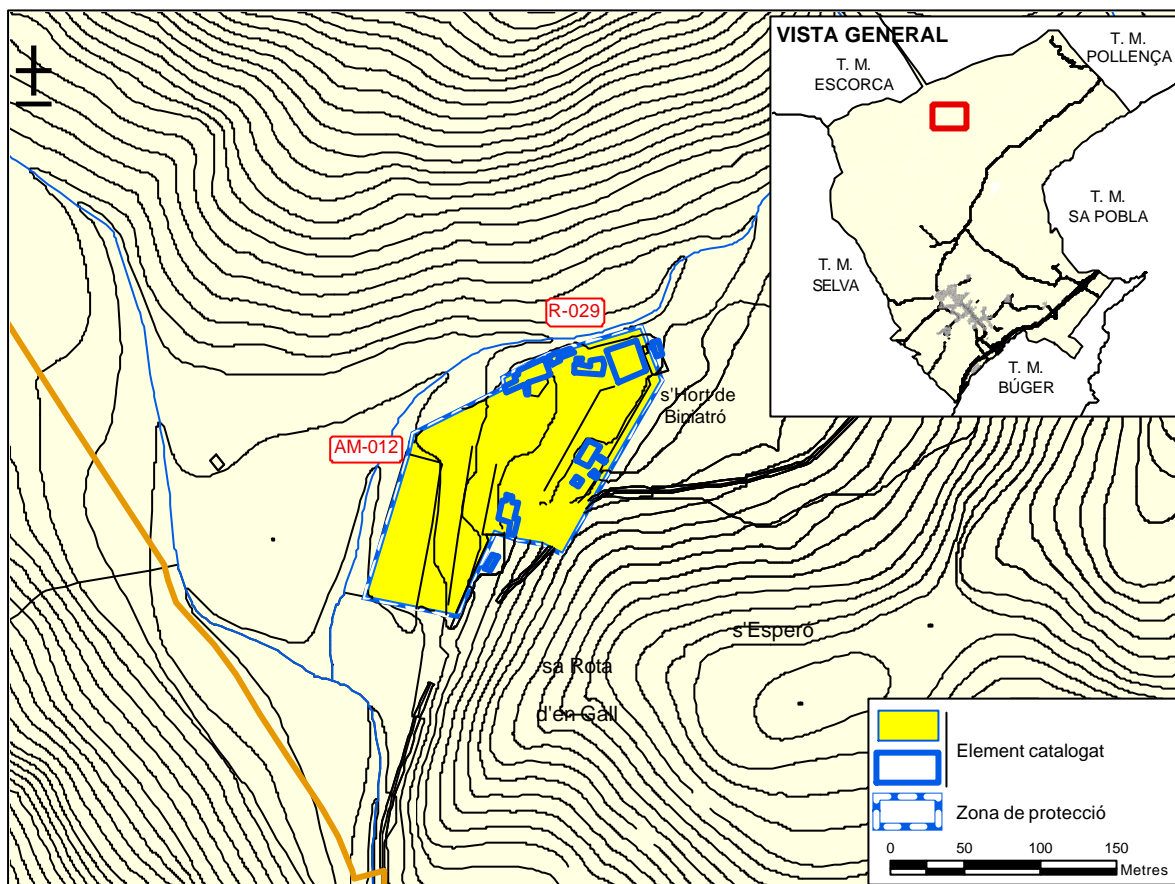 VISTA GENERAL
T. M.
POLLENÇA
T. M.
ESCORCA
T. M.
SA POBLA
T. M.
SELVA
T. M.
BÚGER
R-029
s'Hort de
Biniatró
AM-012
s'Esperó
sa Rota
d'en Gall
Element catalogat
Zona de protecció
0 50 100 150
Metres